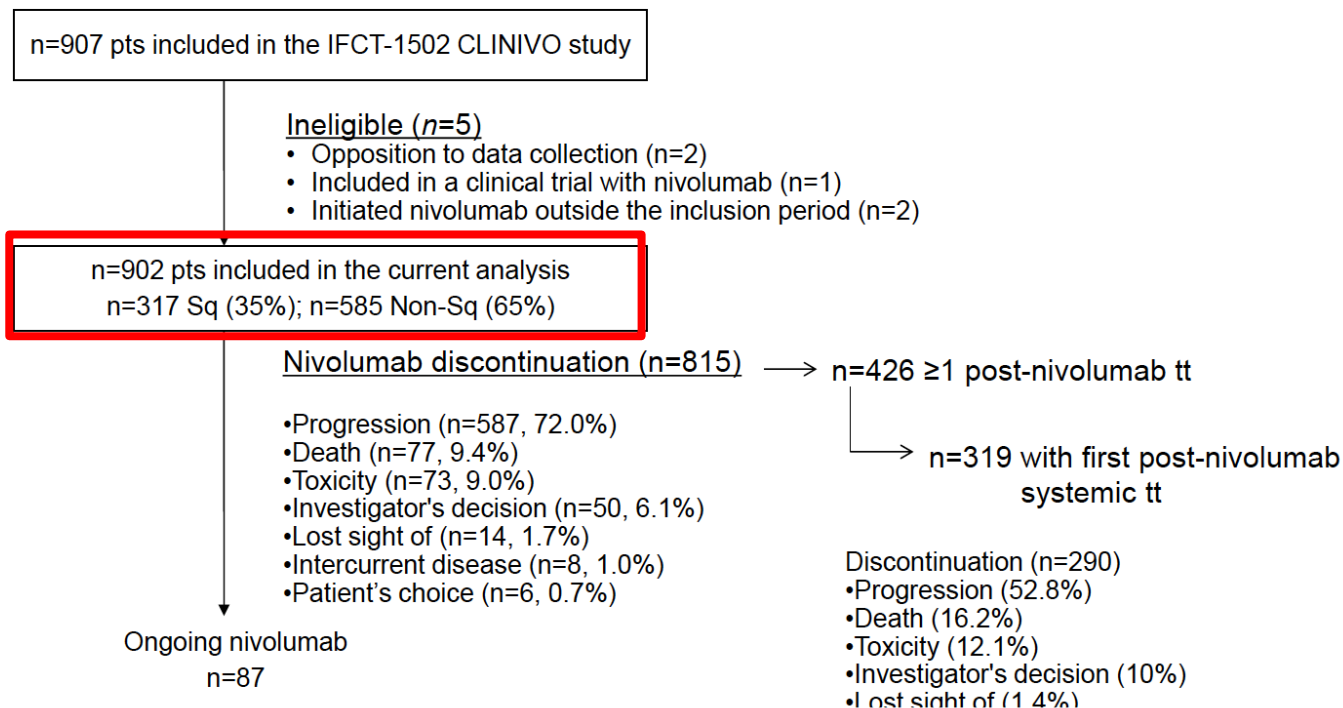 n=907 pts included in the IFCT-1502 CLINIVO study
Ineligible (n=5)
• Opposition to data collection (n=2)
• Included in a clinical trial with nivolumab (n=1)
• Initiated nivolumab outside the inclusion period (n=2)
n=902 pts included in the current analysis
n=317 Sq (35%); n=585 Non-Sq (65%)
Nivolumab discontinuation (n=815)
•Progression (n=587, 72.0%)
•Death (n=77, 9.4%)
•Toxicity (n=73, 9.0%)
•Investigator's decision (n=50, 6.1%)
•Lost sight of (n=14, 1.7%)
•Intercurrent disease (n=8, 1.0%)
•Patient’s choice (n=6, 0.7%)
n=426 ≥1 post-nivolumab tt
n=319 with first post-nivolumab
systemic tt
Discontinuation (n=290)
•Progression (52.8%)
•Death (16.2%)
•Toxicity (12.1%)
•Investigator's decision (10%)
•Lost sight of (1.4%)
Ongoing nivolumab
n=87